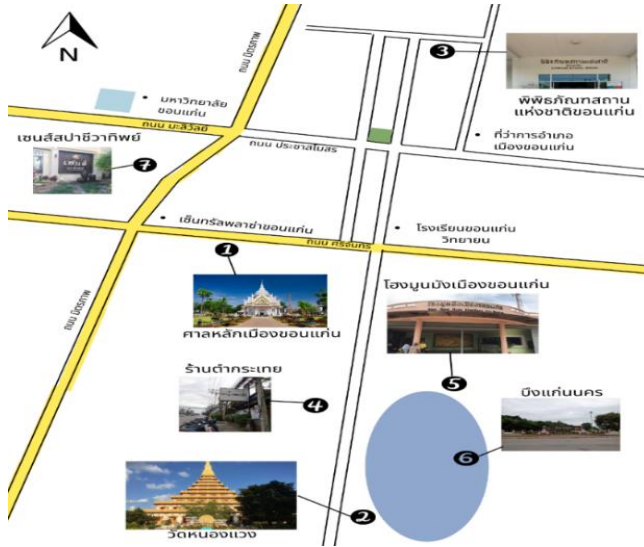 N
ถนน มิตรภาพ
3
พิพิธภัณฑสถาน
แห่งชาติขอนแก่น
• มหาวิทยาลัย
ขอนแก่น
ถนน มะลิวัลย์
ถนน ประชาสโมสร
• ที่ว่าการอำเภอ
เมืองขอนแก่น
เซนส์สปาชีวาทิพย์
7
• เซ็นทรัลพลาซ่าขอนแก่น
• โรงเรียนขอนแก่น
วิทยายน
ถนน ศรีจันทร์
1
ศาลหลักเมืองขอนแก่น
โฮงมูนมังเมืองขอนแก่น
5
ถนน มิตรภาพ
ร้านตำกระเทย
4
บึงแก่นนคร
6
2
วัดหนองแวง